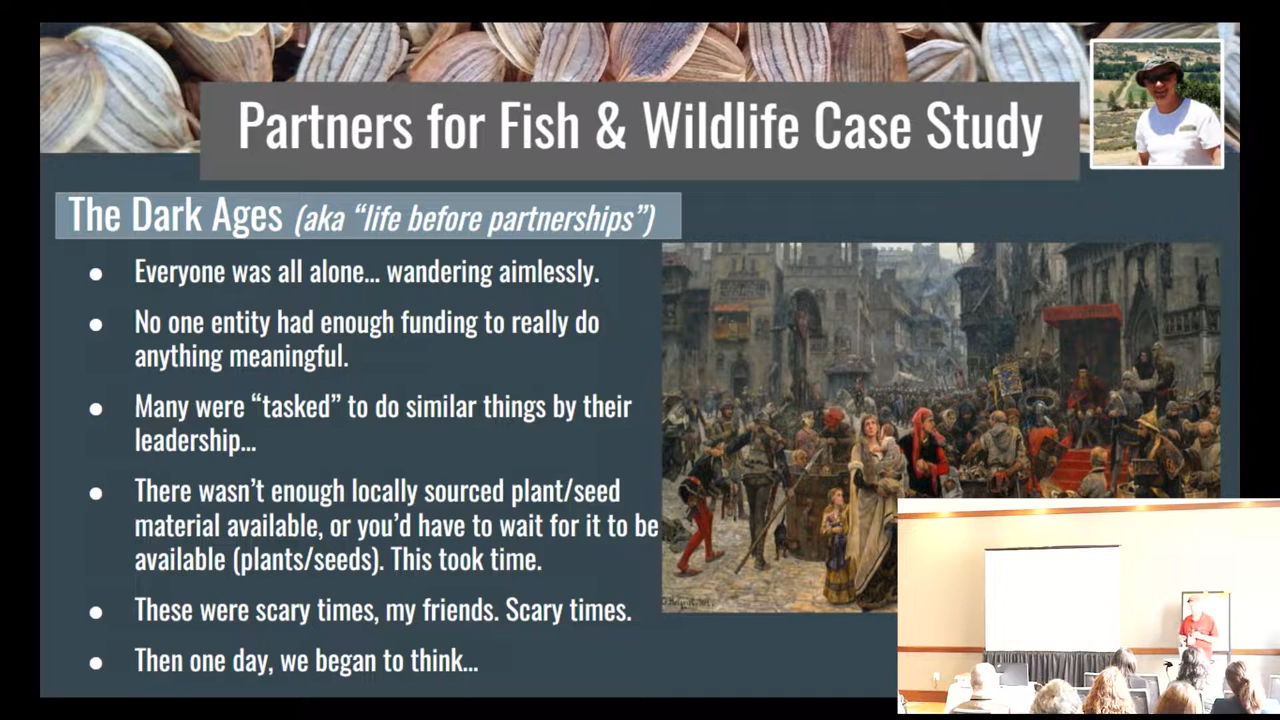 Partners for Fish & Wildlife Case Study
The Dark Ages (aka “life before partnerships”)
● Everyone was all alone... wandering aimlessly.
● No one entity had enough funding to really do
anything meaningful.
● Many were “tasked” to do similar things by their
leadership...
● There wasn’t enough locally sourced plant/seed
material available, or you’d have to wait for it to be
available (plants/seeds). This took time.
● These were scary times, my friends. Scary times.
● Then one day, we began to think...